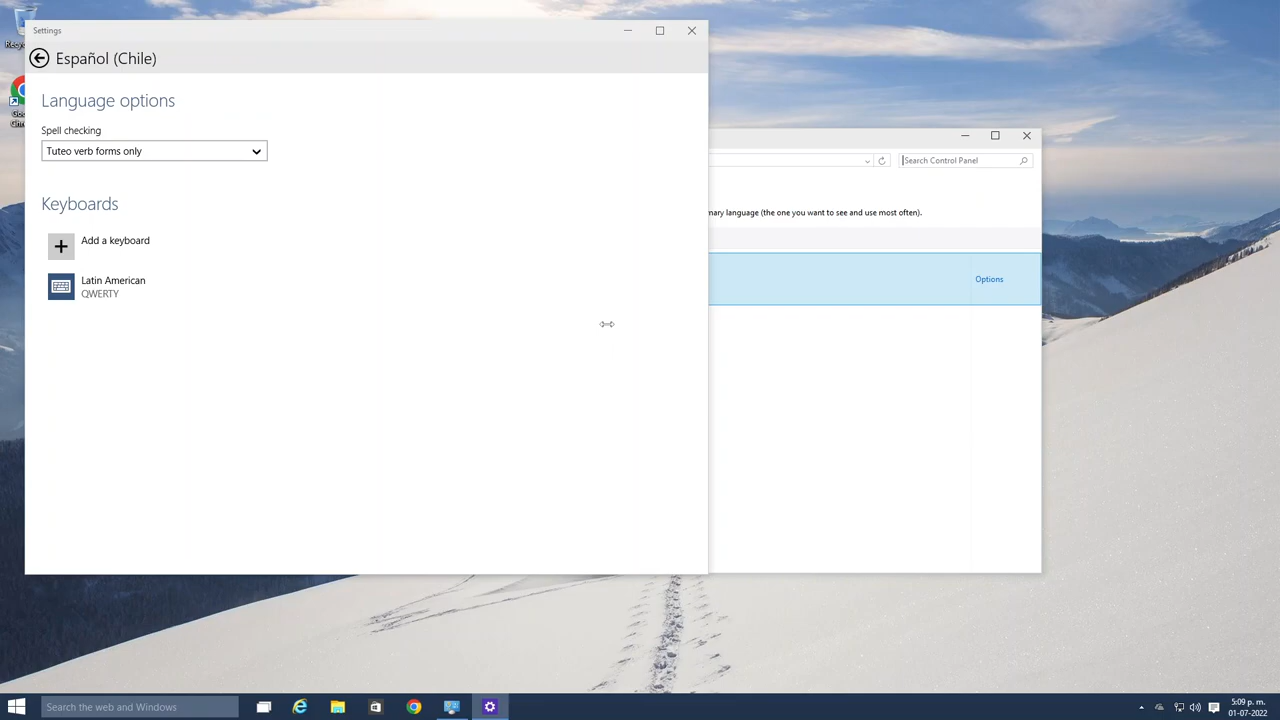 Settings
Español (Chile)
Language options
Spell checking
Tuteo verb forms only
Keyboards
Add a keyboard
Latin American
QWERTY
Search Control Panel
nary language (the one you want to see and use most often).
Options
Search the web and Windows
5:09 p. m.
01-07-2022